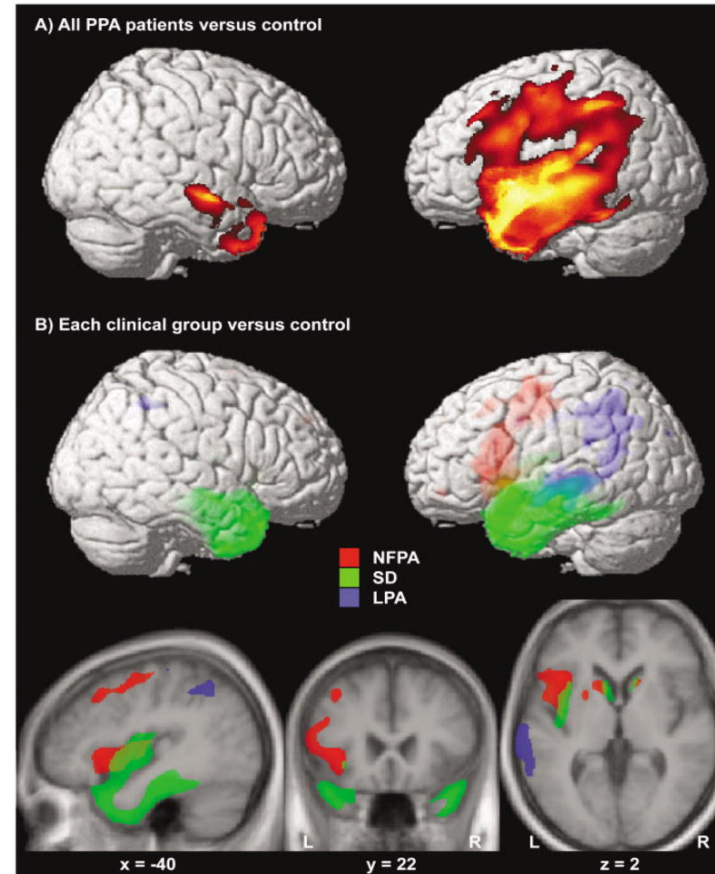 A) All PPA patients versus control
B) Each clinical group versus control
NFPA
SD
LPA
L R L R
x = -40 y = 22 z = 2